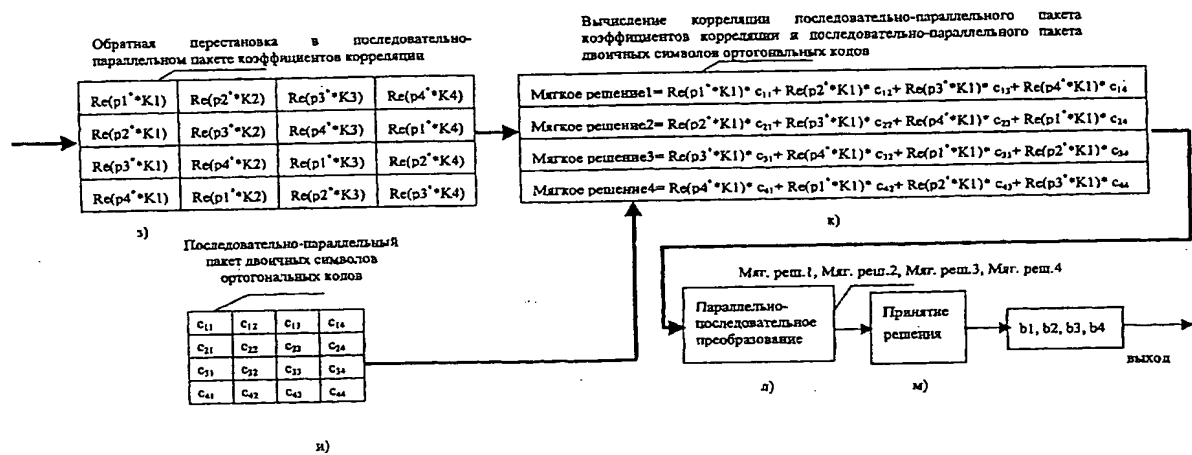 Обратная перестановка в последовательно-
параллельном пакете коэффициентов корреляции
Re(p1*•K1) Re(p2*•K2) Re(p3*•K3) Re(p4*•K4)
Re(p2*•K1) Re(p3*•K2) Re(p4*•K3) Re(p1*•K4)
Re(p3*•K1) Re(p4*•K2) Re(p1*•K3) Re(p2*•K4)
Re(p4*•K1) Re(p1*•K2) Re(p2*•K3) Re(p3*•K4)
з)
Вычисление корреляции последовательно-параллельного пакета
коэффициентов корреляции и последовательно-параллельного пакета
двоичных символов ортогональных кодов
Мягкое решение1= Re(p1*•K1)* c11+ Re(p2*•K1)* c12+ Re(p3*•K1)* c13+ Re(p4*•K1)* c14
Мягкое решение2= Re(p2*•K1)* c21+ Re(p3*•K1)* c22+ Re(p4*•K1)* c23+ Re(p1*•K1)* c24
Мягкое решение3= Re(p3*•K1)* c31+ Re(p4*•K1)* c32+ Re(p1*•K1)* c33+ Re(p2*•K1)* c34
Мягкое решение4= Re(p4*•K1)* c41+ Re(p1*•K1)* c42+ Re(p2*•K1)* c43+ Re(p3*•K1)* c44
к)
Последовательно-параллельный
пакет двоичных символов
ортогональных кодов
c11 c12 c13 c14
c21 c22 c23 c24
c31 c32 c33 c34
c41 c42 c43 c44
и)
Мяг. реш.1, Мяг. реш.2, Мяг. реш.3, Мяг. реш.4
Параллельно-
последовательное
преобразование
л)
Принятие
решения
м)
b1, b2, b3, b4
выход